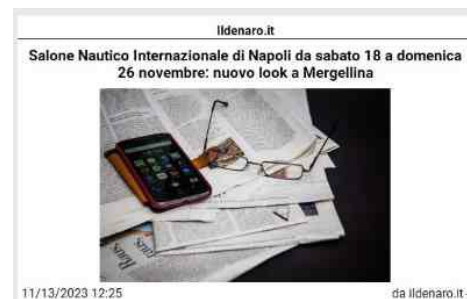 Ildenaro.it
Salone Nautico Internazionale di Napoli da sabato 18 a domenica
26 novembre: nuovo look a Mergellina
11/13/2023 12:25
da ildenaro.it -